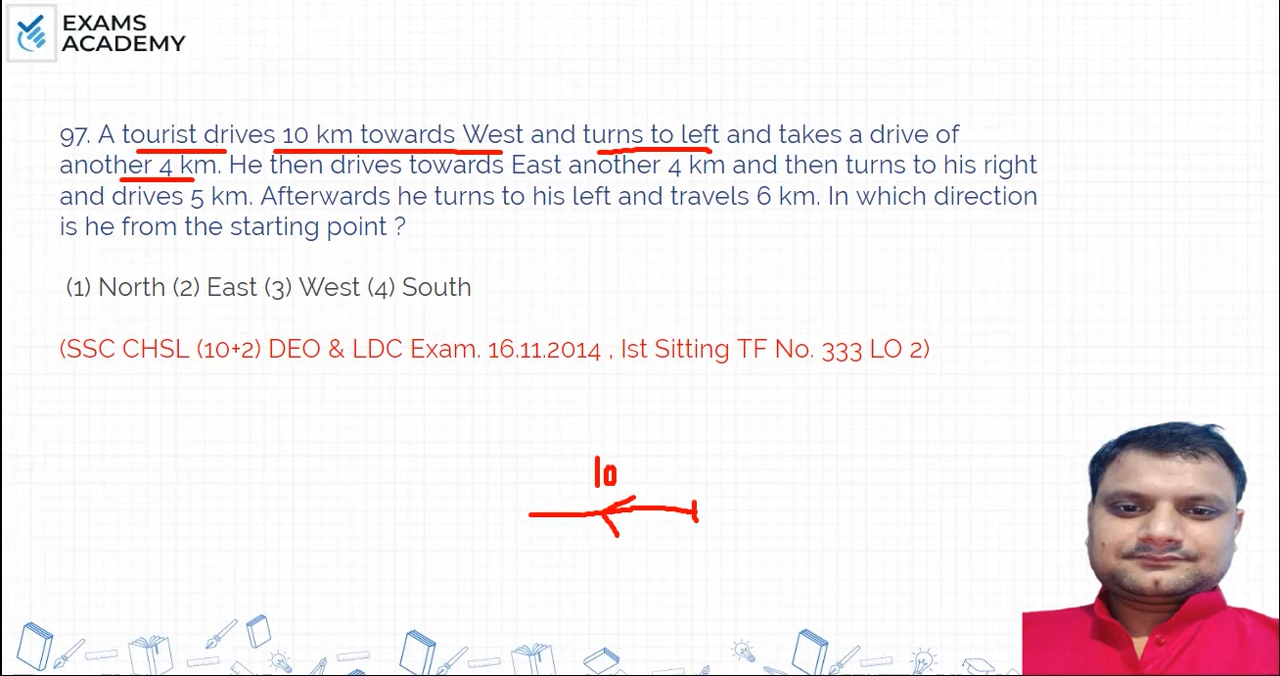 EXAMS
ACADEMY
97. A tourist drives 10 km towards West and turns to left and takes a drive of
another 4 km. He then drives towards East another 4 km and then turns to his right
and drives 5 km. Afterwards he turns to his left and travels 6 km. In which direction
is he from the starting point ?
(1) North (2) East (3) West (4) South
(SSC CHSL (10+2) DEO & LDC Exam. 16.11.2014 , Ist Sitting TF No. 333 LO 2)
10